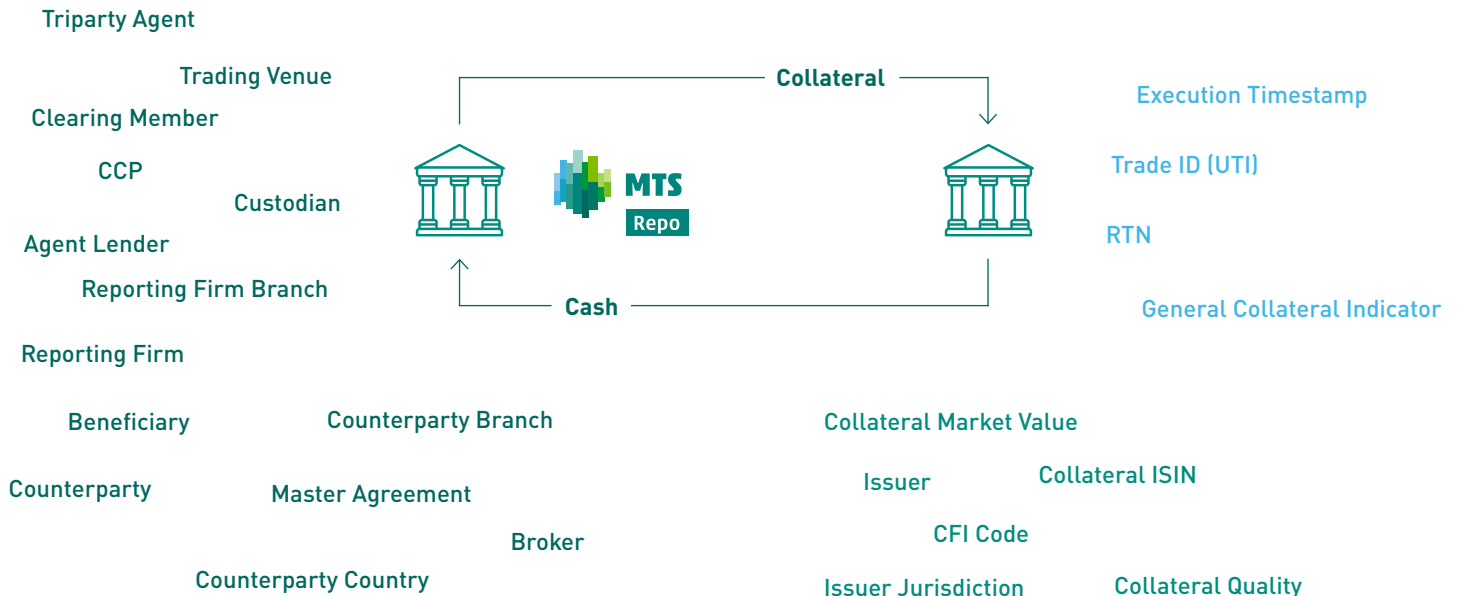 Triparty Agent
Trading Venue
Collateral
Execution Timestamp
Clearing Member
CCP
Trade ID (UTI)
MTS
Custodian
Repo
Agent Lender
RTN
Reporting Firm Branch
Cash
General Collateral Indicator
Reporting Firm
Beneficiary
Counterparty Branch
Collateral Market Value
Counterparty
Master Agreement
Issuer
Collateral ISIN
Broker
CFI Code
Counterparty Country
Issuer Jurisdiction
Collateral Quality